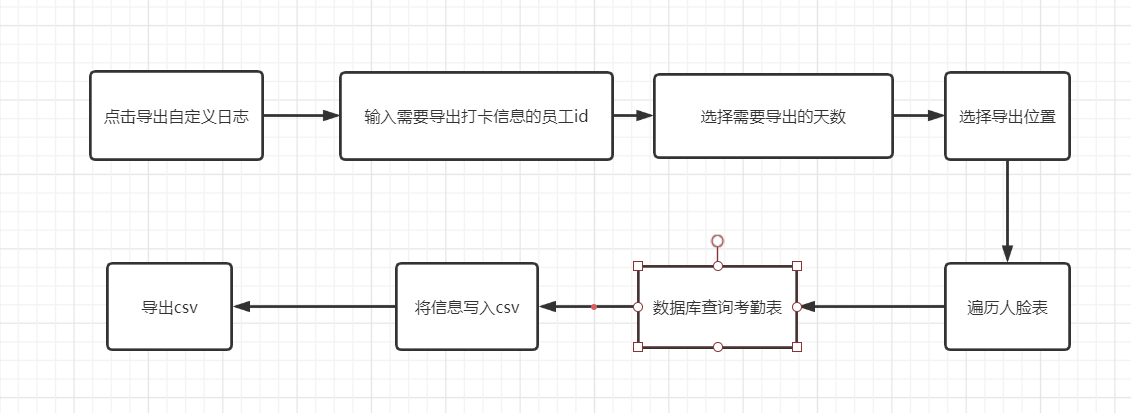 点击导出自定义日志
输入需要导出打卡信息的员工id
选择需要导出的天数
选择导出位置
遍历人脸表
数据库查询考勤表
将信息写入csv
导出csv